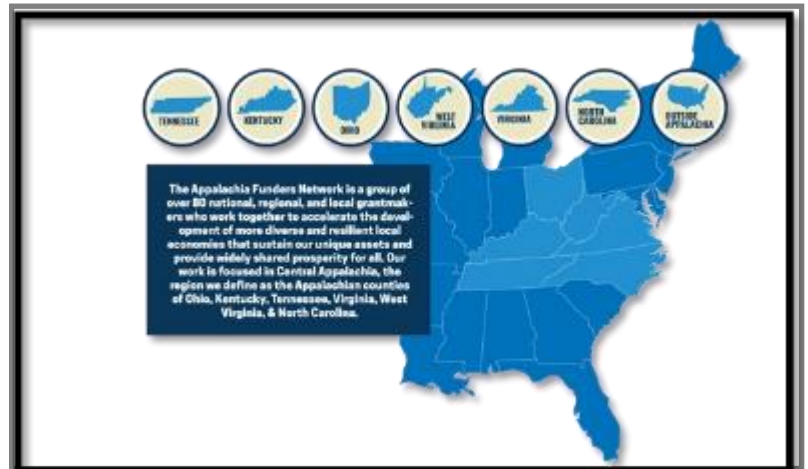 TENNESSEE
KENTUCKY
OHIO
WEST
VIRGINIA
VIRGINIA
NORTH
CAROLINA
OUTSIDE
APPALACHIA
The Appalachia Funders Network is a group of
over 80 national, regional, and local grantmak-
ers who work together to accelerate the devel-
opment of more diverse and resilient local
economies that sustain our unique assets and
provide widely shared prosperity for all. Our
work is focused in Central Appalachia, the
region we define as the Appalachian counties
of Ohio, Kentucky, Tennessee, Virginia, West
Virginia, & North Carolina.